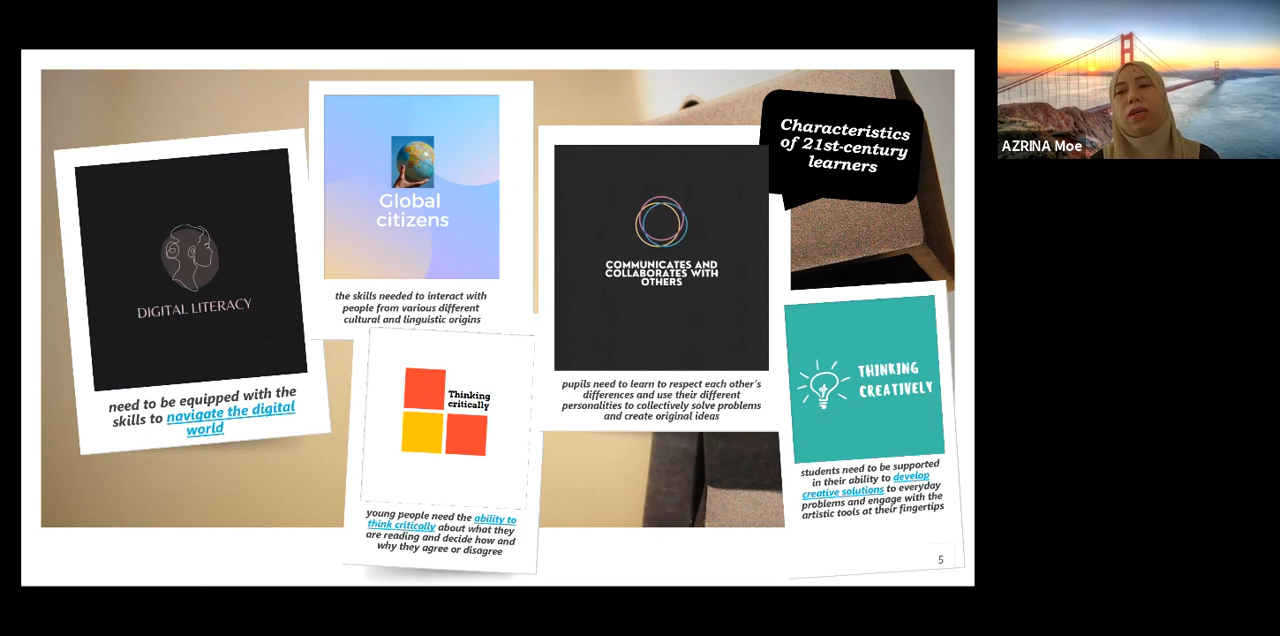 Characteristics
of 21st-century
learners
DIGITAL LITERACY
need to be equipped with the
skills to navigate the digital
world
Global
citizens
the skills needed to interact with
people from various different
cultural and linguistic origins
Thinking
critically
young people need the ability to
think critically about what they
are reading and decide how and
why they agree or disagree
COMMUNICATES AND
COLLABORATES WITH
OTHERS
pupils need to learn to respect each other's
differences and use their different
personalities to collectively solve problems
and create original ideas
THINKING
CREATIVELY
students need to be supported
in their ability to develop
creative solutions to everyday
problems and engage with the
artistic tools at their fingertips
5
AZRINA Moe